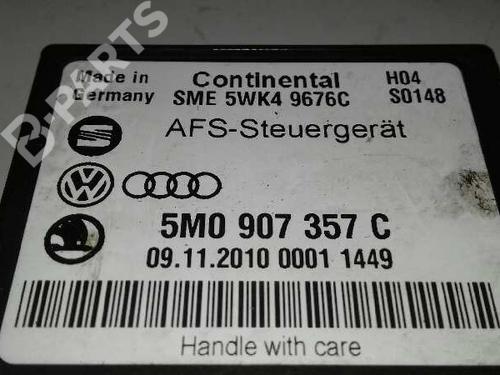 B-PARTS
Made in Continental H04
Germany SME 5WK4 9676C S0148
AFS-Steuergerät
5M0 907 357 C
09.11.2010 0001 1449
Handle with care